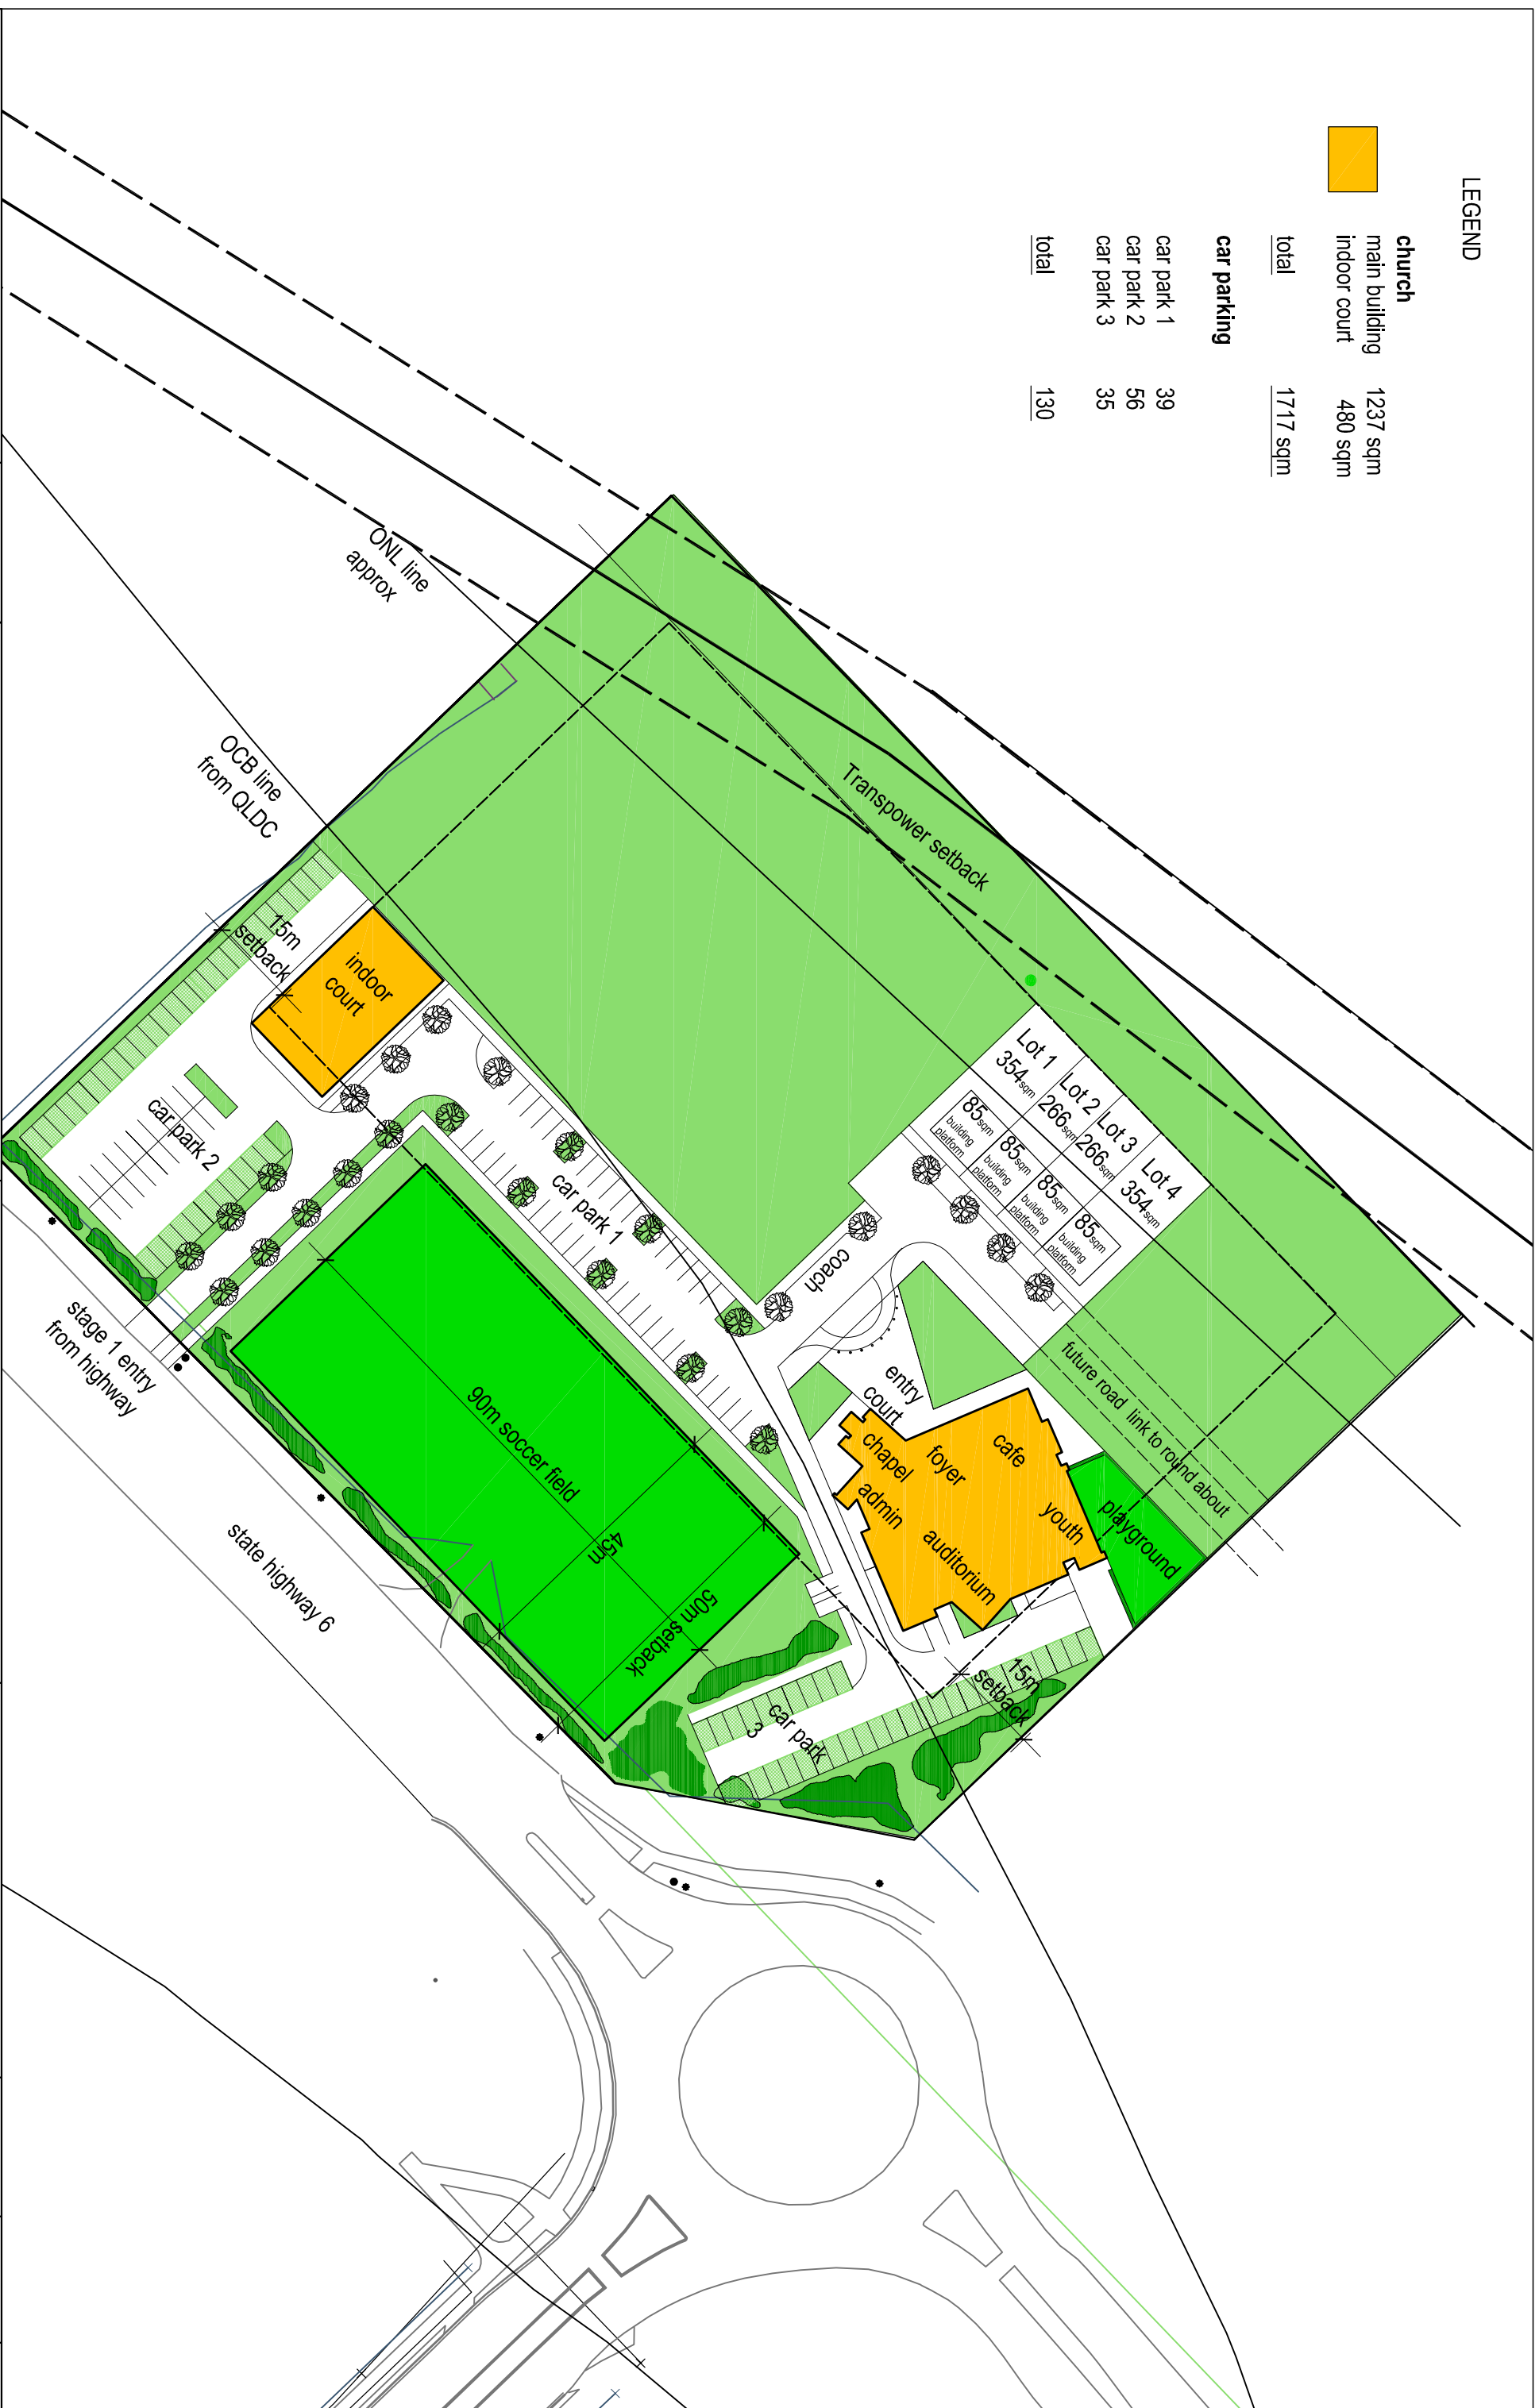 LEGEND
church
main building 1237 sqm
indoor court 480 sqm
total 1717 sqm
car parking
car park 1 39
car park 2 56
car park 3 35
total 130
ONL line
approx
OCB line
from QLDC
Transpower setback
15m
setback
indoor
court
car park 2
car park 1
stage 1 entry
from highway
state highway 6
90m soccer field
45m
50m setback
Lot 1
354sqm
Lot 2
266sqm
Lot 3
266sqm
Lot 4
354sqm
85sqm
building
platform
85sqm
building
platform
85sqm
building
platform
85sqm
building
platform
coach
entry
court
future road link to round about
cafe
foyer
chapel
admin
auditorium
youth
playground
15m
setback
car park
3